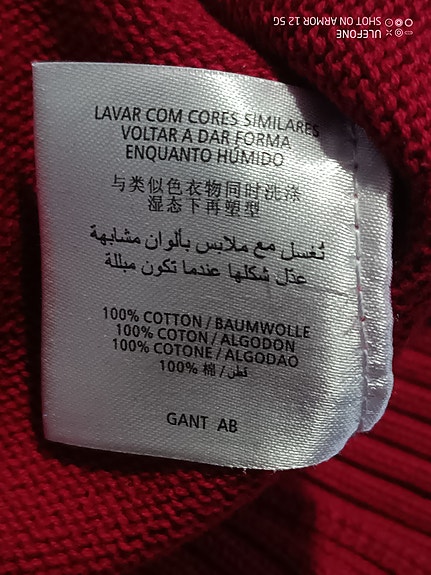 ULEFONE
SHOT ON ARMOR 12 5G
LAVAR COM CORES SIMILARES
VOLTAR A DAR FORMA
ENQUANTO HÚMIDO
与类似色衣物同时洗涤
湿态下再塑型
تُغسل مع ملابس بألوان مشابهة
عدّل شكلها عندما تكون مبللة
100% COTTON / BAUMWOLLE
100% COTON / ALGODON
100% COTONE / ALGODAO
100% 棉 / قطن
GANT AB